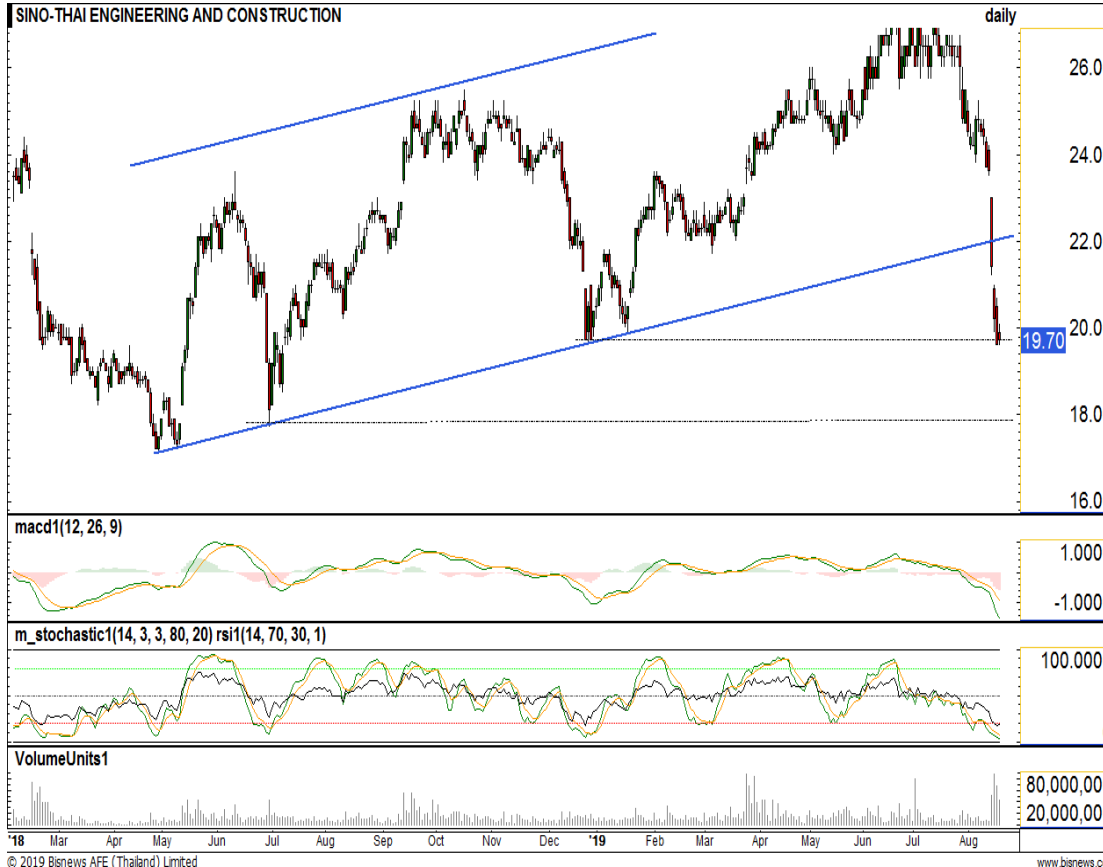 SINO-THAI ENGINEERING AND CONSTRUCTION daily
26.0
24.0
22.0
20.0
19.70
18.0
16.0
macd1(12, 26, 9)
1.000
-1.000
m_stochastic1(14, 3, 3, 80, 20) rsi1(14, 70, 30, 1)
100.000
VolumeUnits1
80,000,00
20,000,00
'18 Mar Apr May Jun Jul Aug Sep Oct Nov Dec '19 Feb Mar Apr May Jun Jul Aug
© 2019 Bisnews AFE (Thailand) Limited www.bisnews.c